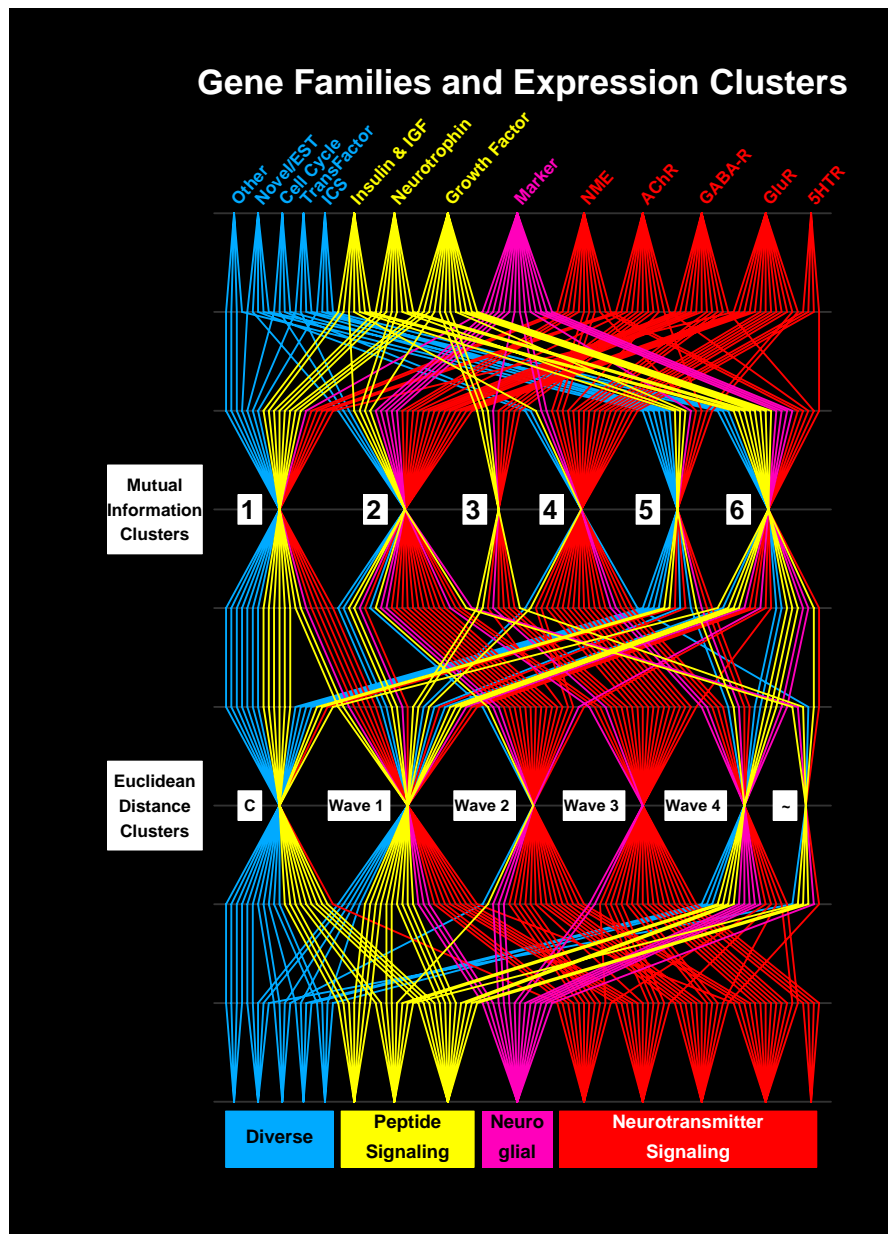 Gene Families and Expression Clusters
Other
Novel/EST
Cell Cycle
TransFactor
ICS
Insulin & IGF
Neurotrophin
Growth Factor
Marker
NME
AChR
GABA-R
GluR
5HTR
Mutual
Information
Clusters
1
2
3
4
5
6
Euclidean
Distance
Clusters
C
Wave 1
Wave 2
Wave 3
Wave 4
~
Diverse
Peptide
Signaling
Neuro
glial
Neurotransmitter
Signaling